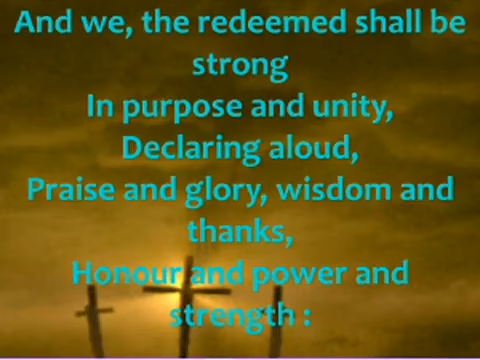 And we, the redeemed shall be
strong
In purpose and unity,
Declaring aloud,
Praise and glory, wisdom and
thanks,
Honour and power and
strength :